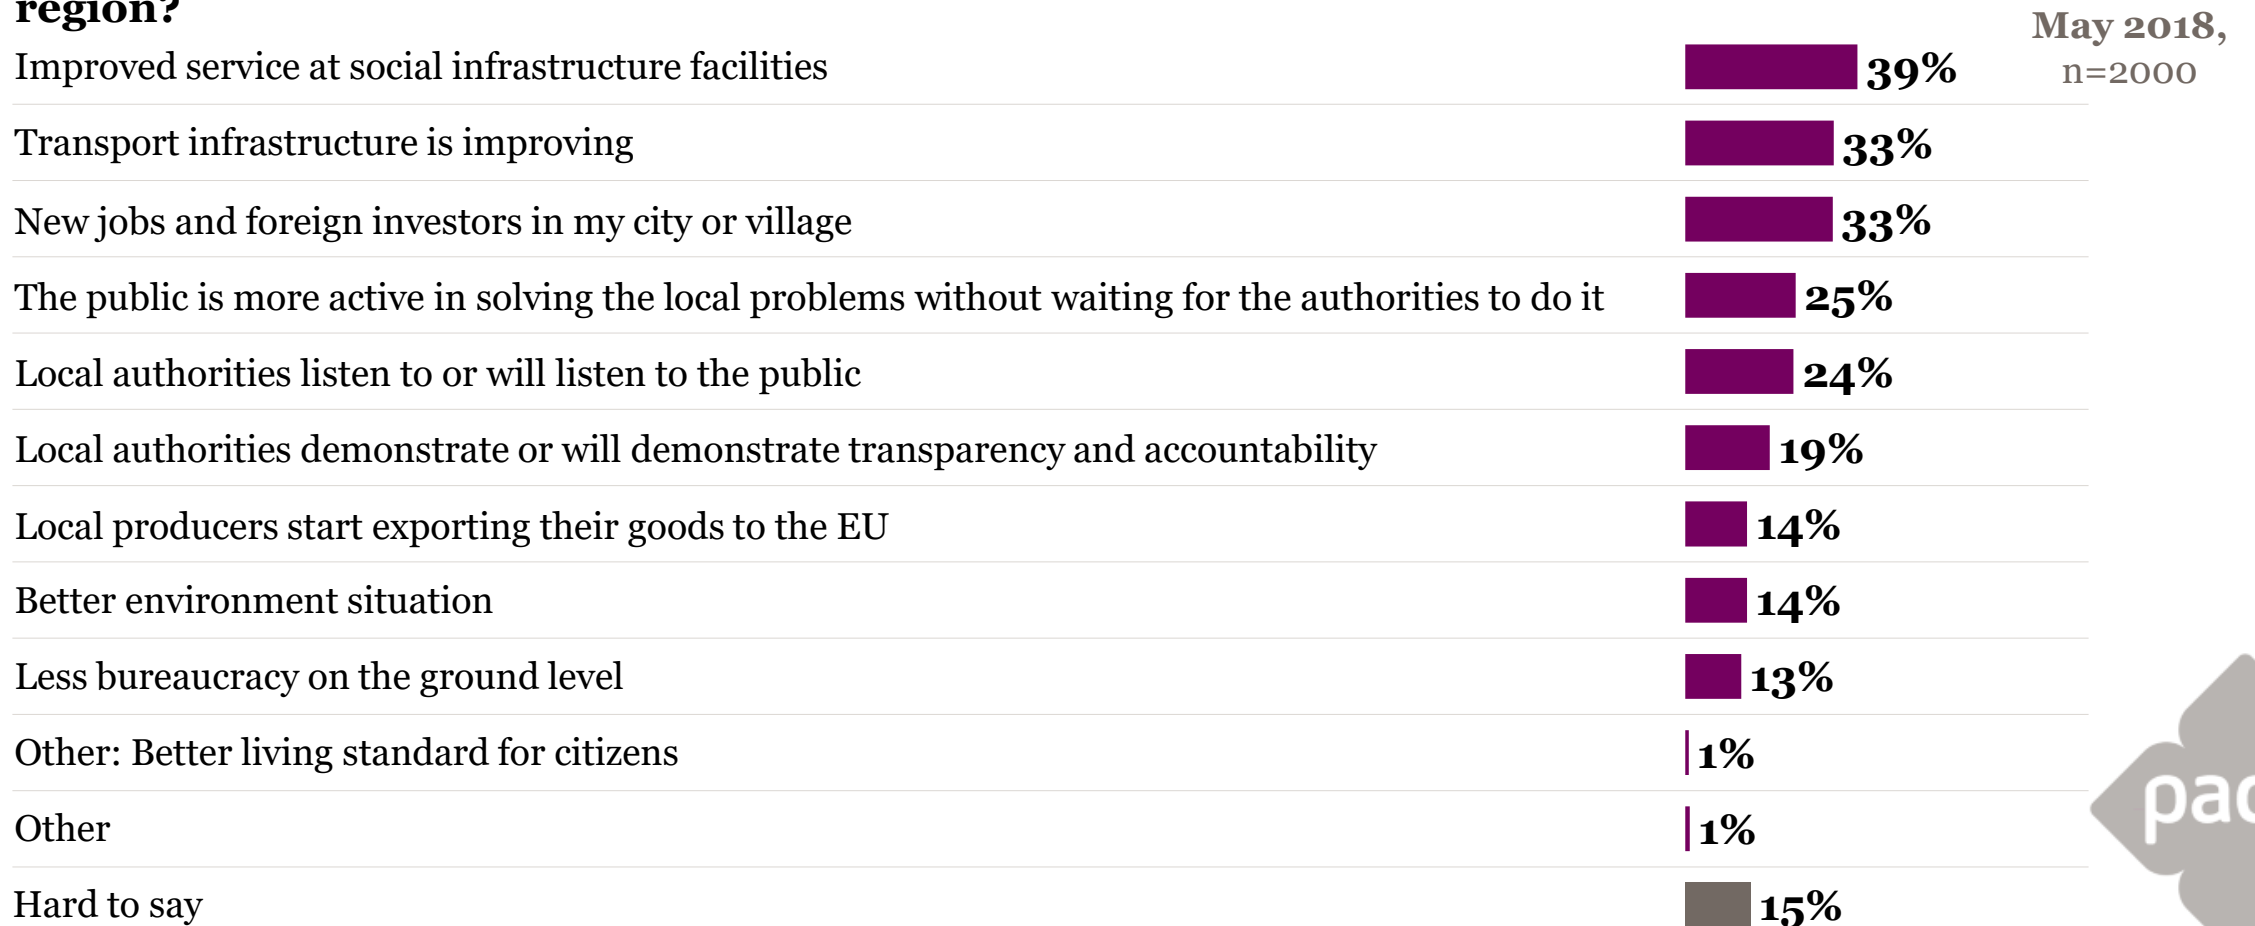 region?
May 2018,
n=2000
Improved service at social infrastructure facilities 39%
Transport infrastructure is improving 33%
New jobs and foreign investors in my city or village 33%
The public is more active in solving the local problems without waiting for the authorities to do it 25%
Local authorities listen to or will listen to the public 24%
Local authorities demonstrate or will demonstrate transparency and accountability 19%
Local producers start exporting their goods to the EU 14%
Better environment situation 14%
Less bureaucracy on the ground level 13%
Other: Better living standard for citizens 1%
Other 1%
Hard to say 15%